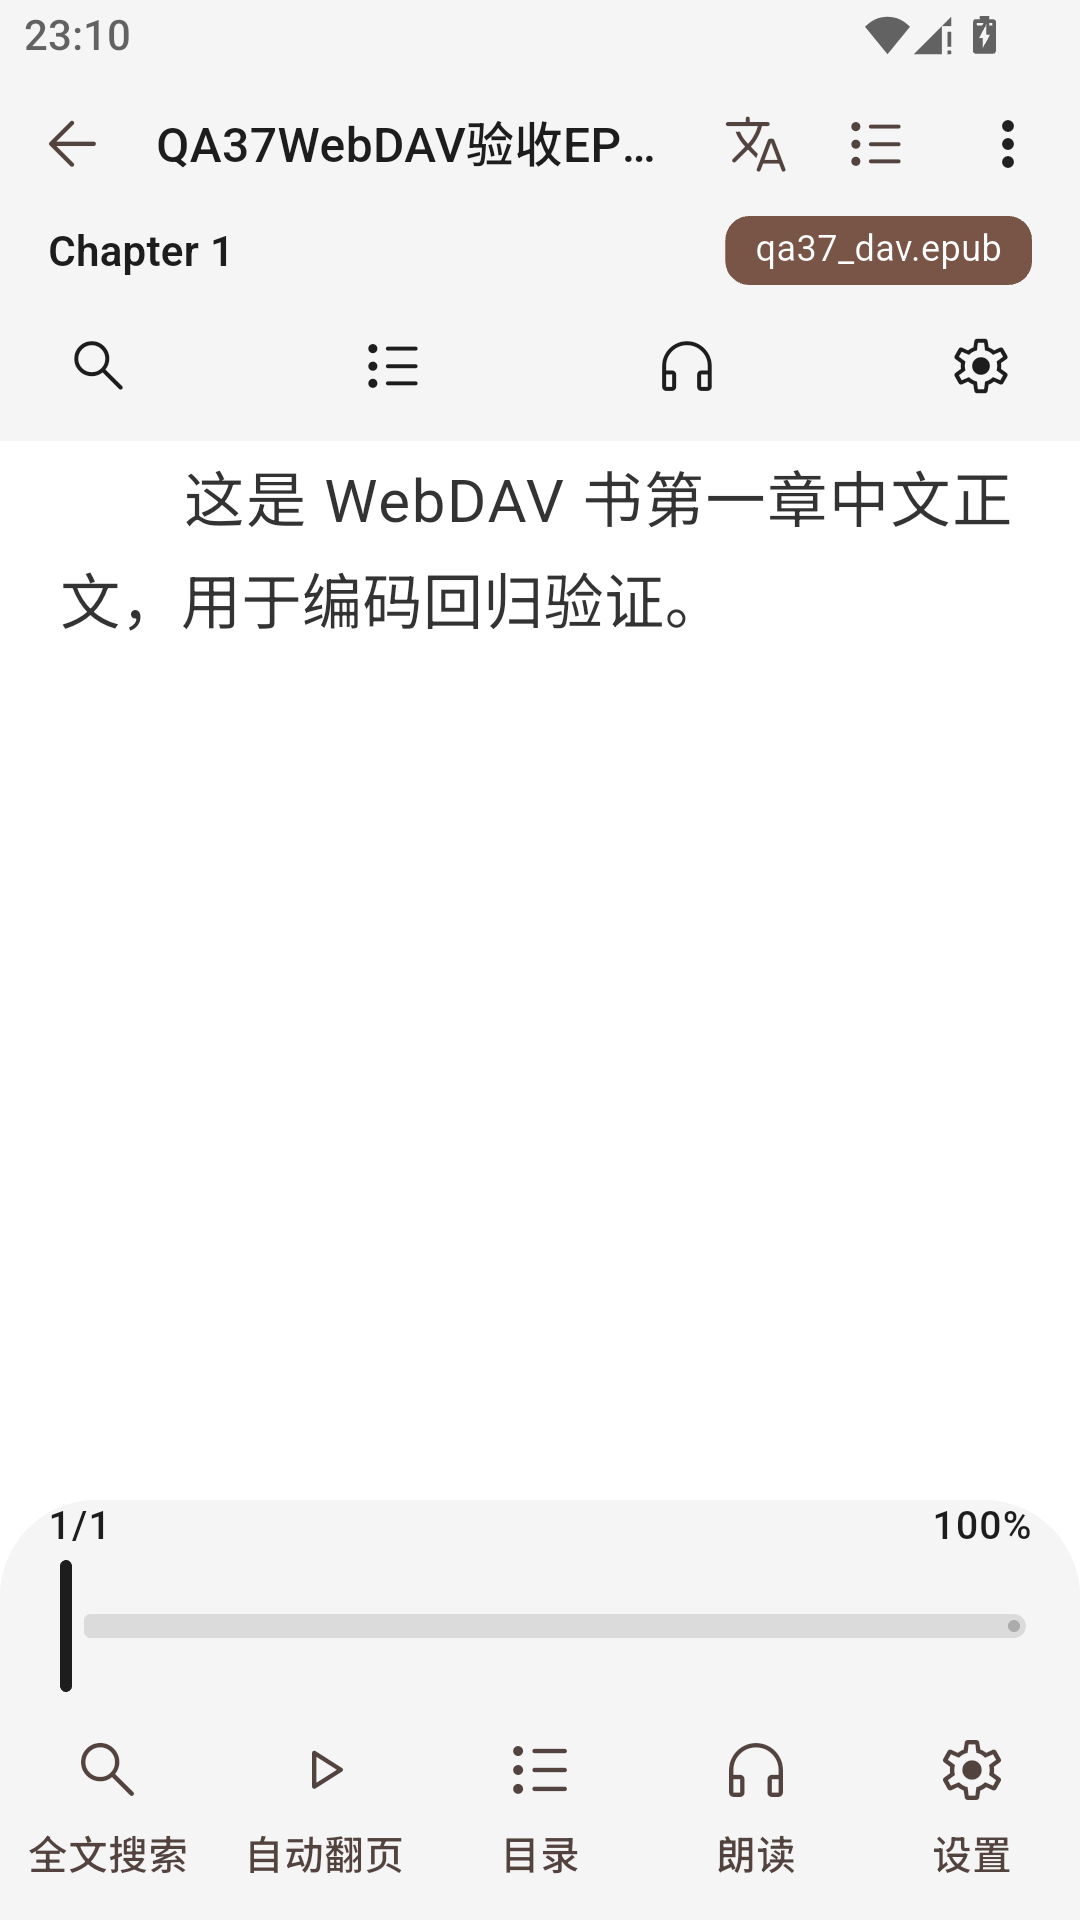 23:10
QA37WebDAV验收EP…
Chapter 1
qa37_dav.epub
这是 WebDAV 书第一章中文正
文，用于编码回归验证。
1/1
100%
全文搜索
自动翻页
目录
朗读
设置